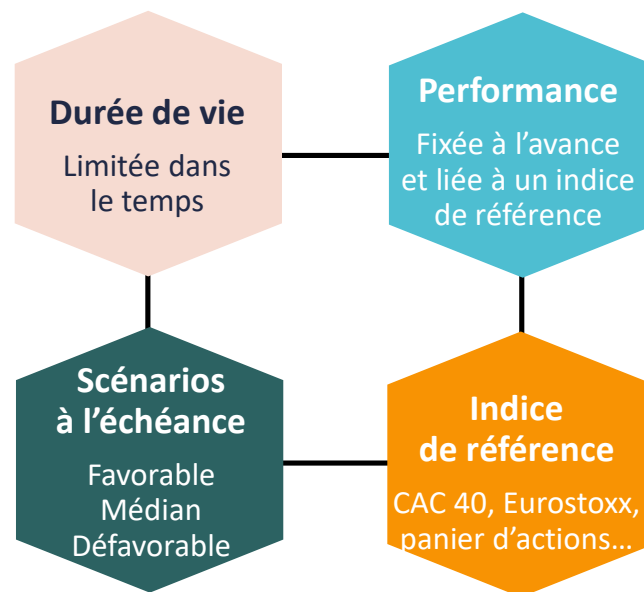 Durée de vie
Limitée dans
le temps
Performance
Fixée à l’avance
et liée à un indice
de référence
Scénarios
à l’échéance
Favorable
Médian
Défavorable
Indice
de référence
CAC 40, Eurostoxx,
panier d’actions…